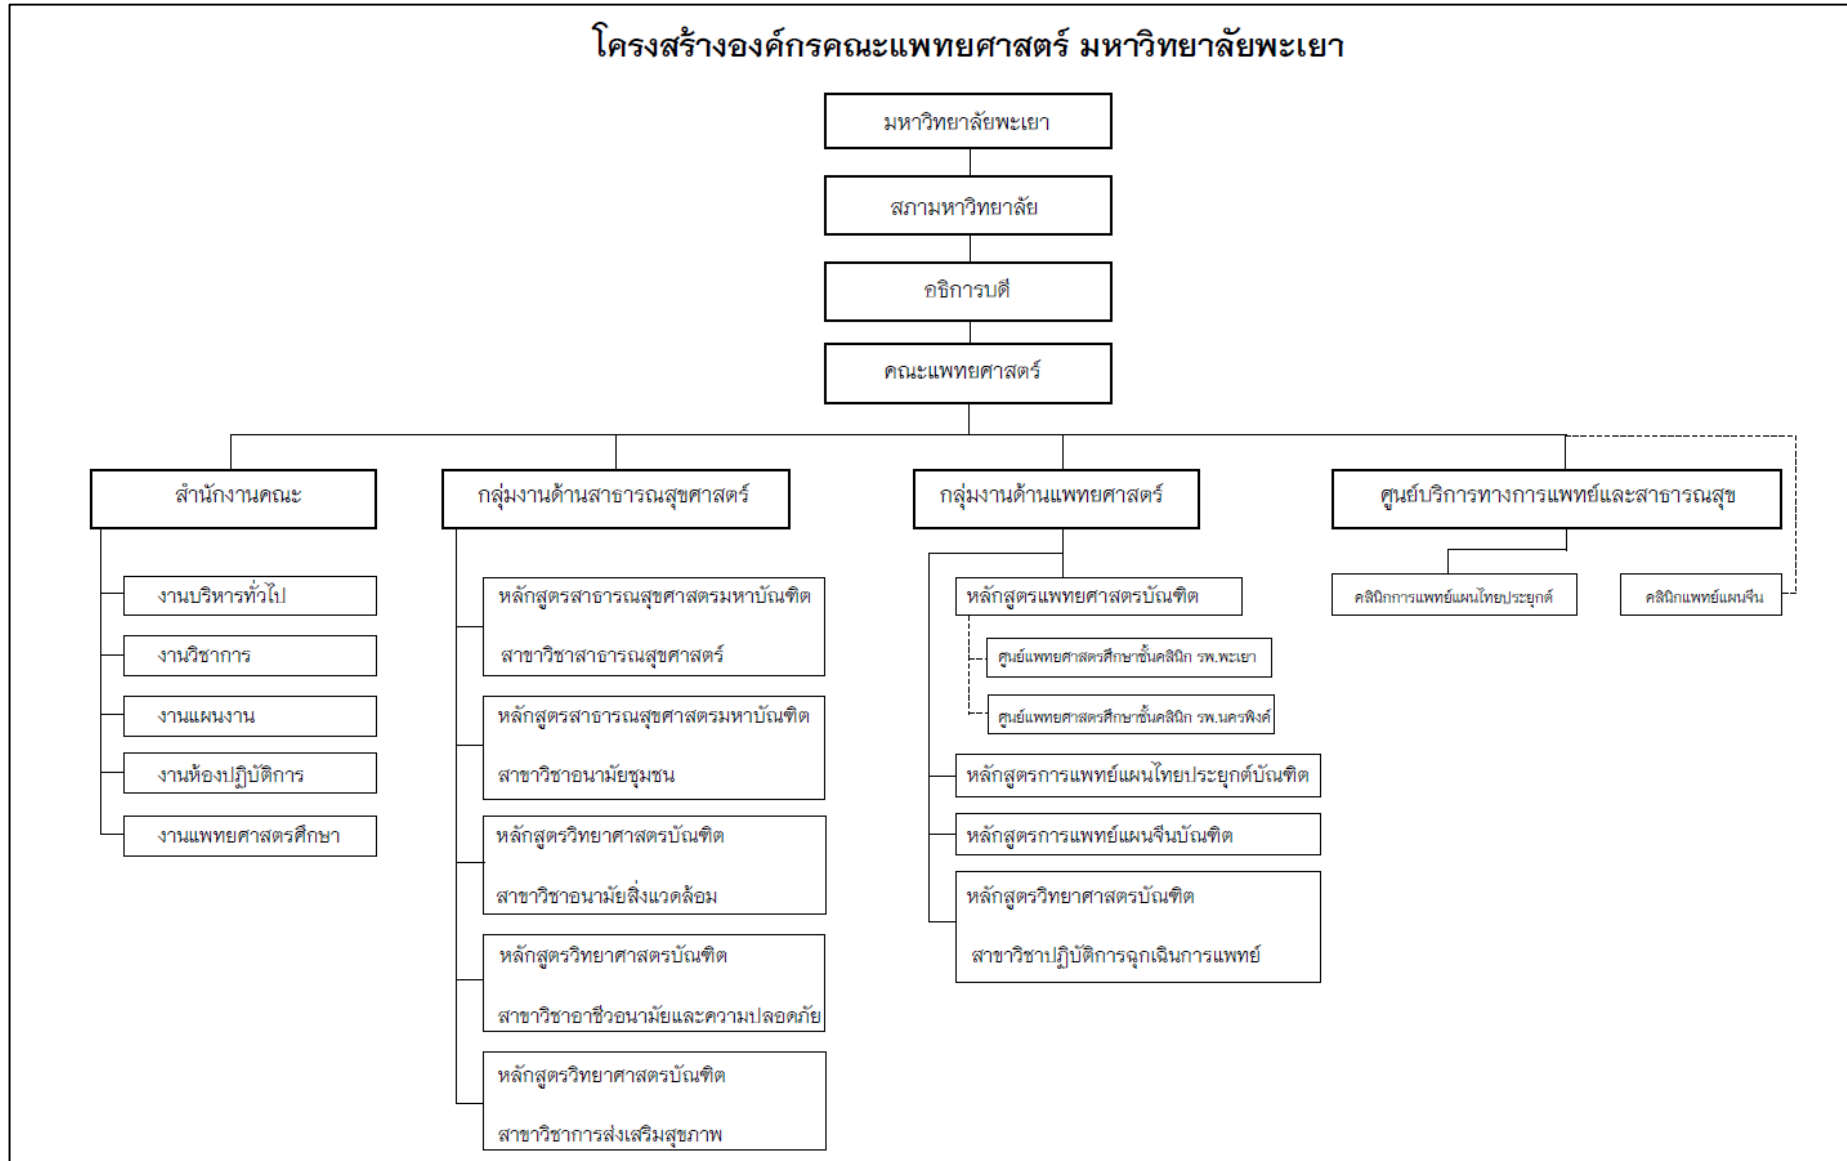 โครงสร้างองค์กรคณะแพทยศาสตร์ มหาวิทยาลัยพะเยา
มหาวิทยาลัยพะเยา
สภามหาวิทยาลัย
อธิการบดี
คณะแพทยศาสตร์
สำนักงานคณะ
งานบริหารทั่วไป
งานวิชาการ
งานแผนงาน
งานห้องปฏิบัติการ
งานแพทยศาสตรศึกษา
กลุ่มงานด้านสาธารณสุขศาสตร์
หลักสูตรสาธารณสุขศาสตรมหาบัณฑิต
สาขาวิชาสาธารณสุขศาสตร์
หลักสูตรสาธารณสุขศาสตรมหาบัณฑิต
สาขาวิชาอนามัยชุมชน
หลักสูตรวิทยาศาสตรบัณฑิต
สาขาวิชาอนามัยสิ่งแวดล้อม
หลักสูตรวิทยาศาสตรบัณฑิต
สาขาวิชาอาชีวอนามัยและความปลอดภัย
หลักสูตรวิทยาศาสตรบัณฑิต
สาขาวิชาการส่งเสริมสุขภาพ
กลุ่มงานด้านแพทยศาสตร์
หลักสูตรแพทยศาสตรบัณฑิต
ศูนย์แพทยศาสตรศึกษาชั้นคลินิก รพ.พะเยา
ศูนย์แพทยศาสตรศึกษาชั้นคลินิก รพ.นครพิงค์
หลักสูตรการแพทย์แผนไทยประยุกต์บัณฑิต
หลักสูตรการแพทย์แผนจีนบัณฑิต
หลักสูตรวิทยาศาสตรบัณฑิต
สาขาวิชาปฏิบัติการฉุกเฉินการแพทย์
ศูนย์บริการทางการแพทย์และสาธารณสุข
คลินิกการแพทย์แผนไทยประยุกต์
คลินิกแพทย์แผนจีน